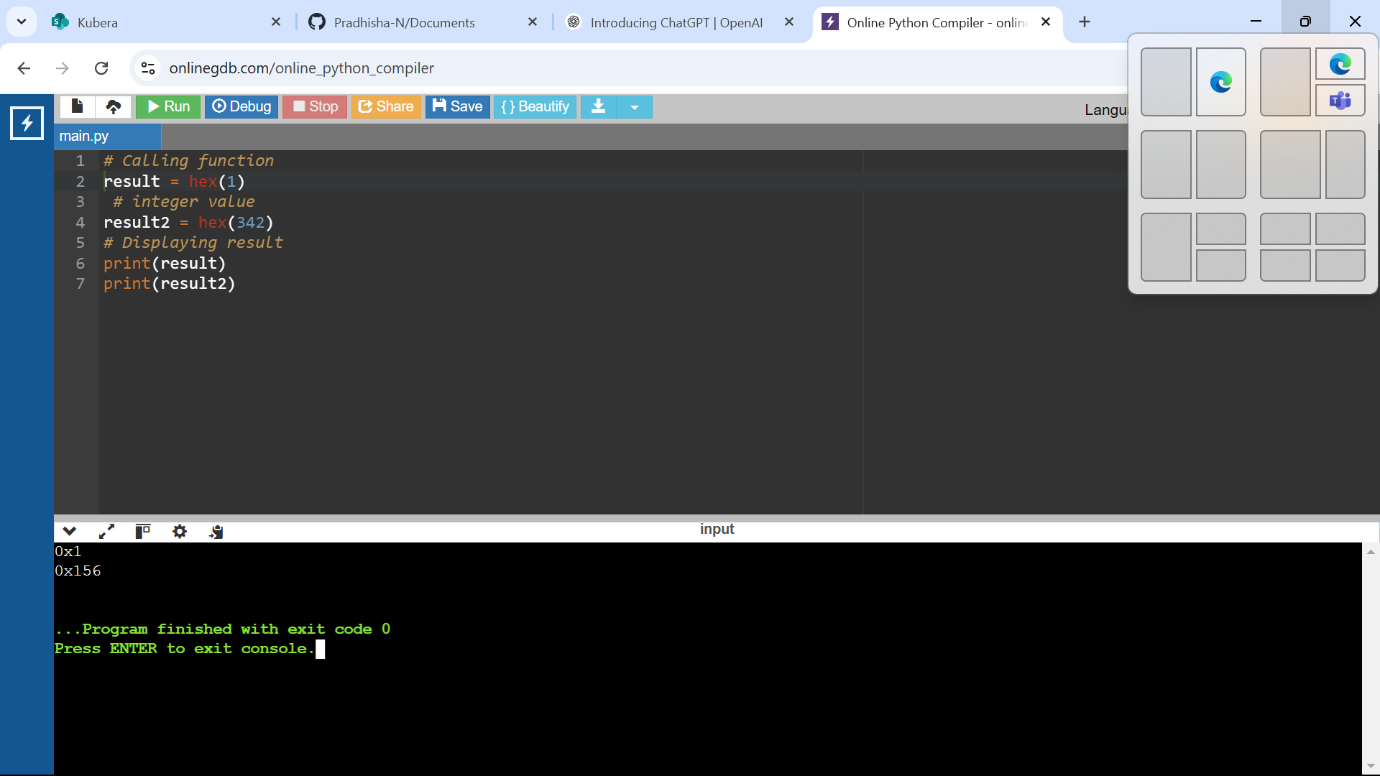 Kubera
Pradhisha-N/Documents
Introducing ChatGPT | OpenAI
Online Python Compiler - onlin
onlinegdb.com/online_python_compiler
Run Debug Stop Share Save { } Beautify
Langu
main.py
1 # Calling function
2 result = hex(1)
3 # integer value
4 result2 = hex(342)
5 # Displaying result
6 print(result)
7 print(result2)
input
0x1
0x156
...Program finished with exit code 0
Press ENTER to exit console.